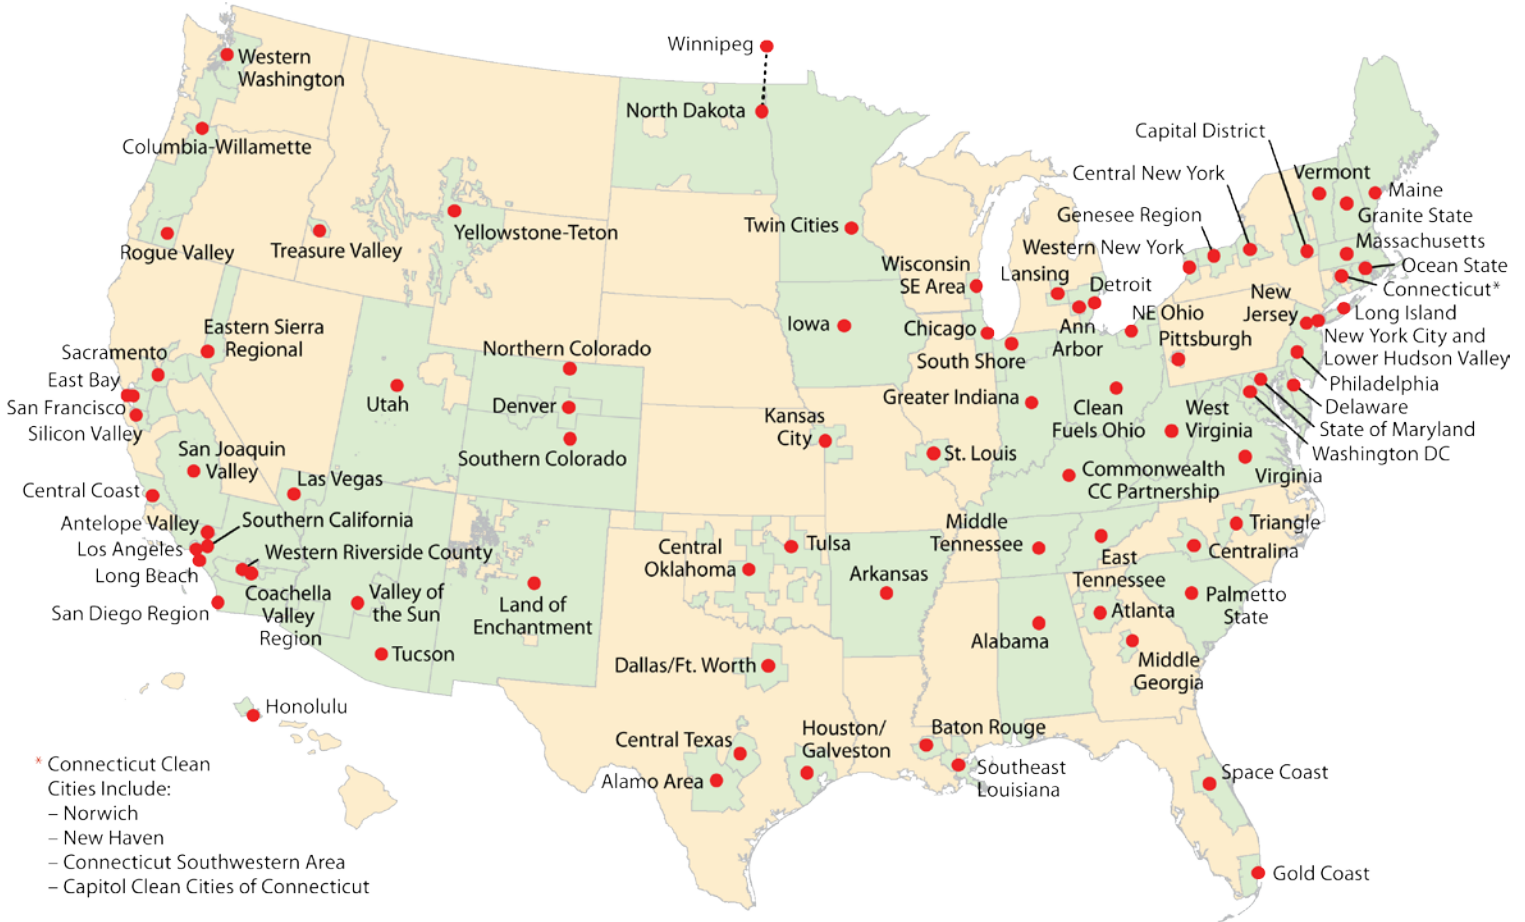 Winnipeg
Western
Washington
North Dakota
Capital District
Columbia-Willamette
Central New York
Vermont
Maine
Genesee Region
Granite State
Yellowstone-Teton
Twin Cities
Western New York
Massachusetts
Rogue Valley
Treasure Valley
Wisconsin
SE Area
Lansing
Detroit
Ocean State
Connecticut*
New
Jersey
Long Island
Eastern Sierra
Regional
Iowa
Chicago
Ann
Arbor
NE Ohio
Pittsburgh
New York City and
Lower Hudson Valley
Sacramento
Northern Colorado
South Shore
East Bay
Philadelphia
San Francisco
Utah
Denver
Greater Indiana
Clean
Fuels Ohio
West
Virginia
Delaware
Silicon Valley
Kansas
City
State of Maryland
San Joaquin
Valley
Southern Colorado
St. Louis
Washington DC
Las Vegas
Commonwealth
CC Partnership
Virginia
Central Coast
Antelope Valley
Southern California
Middle
Tennessee
Triangle
Los Angeles
Western Riverside County
Central
Oklahoma
Tulsa
East
Tennessee
Centralina
Long Beach
Arkansas
Coachella
Valley
Region
Valley of
the Sun
Land of
Enchantment
Palmetto
State
San Diego Region
Atlanta
Alabama
Tucson
Dallas/Ft. Worth
Middle
Georgia
Honolulu
Houston/
Galveston
Baton Rouge
Central Texas
Southeast
Louisiana
Alamo Area
Space Coast
Gold Coast
* Connecticut Clean
Cities Include:
– Norwich
– New Haven
– Connecticut Southwestern Area
– Capitol Clean Cities of Connecticut